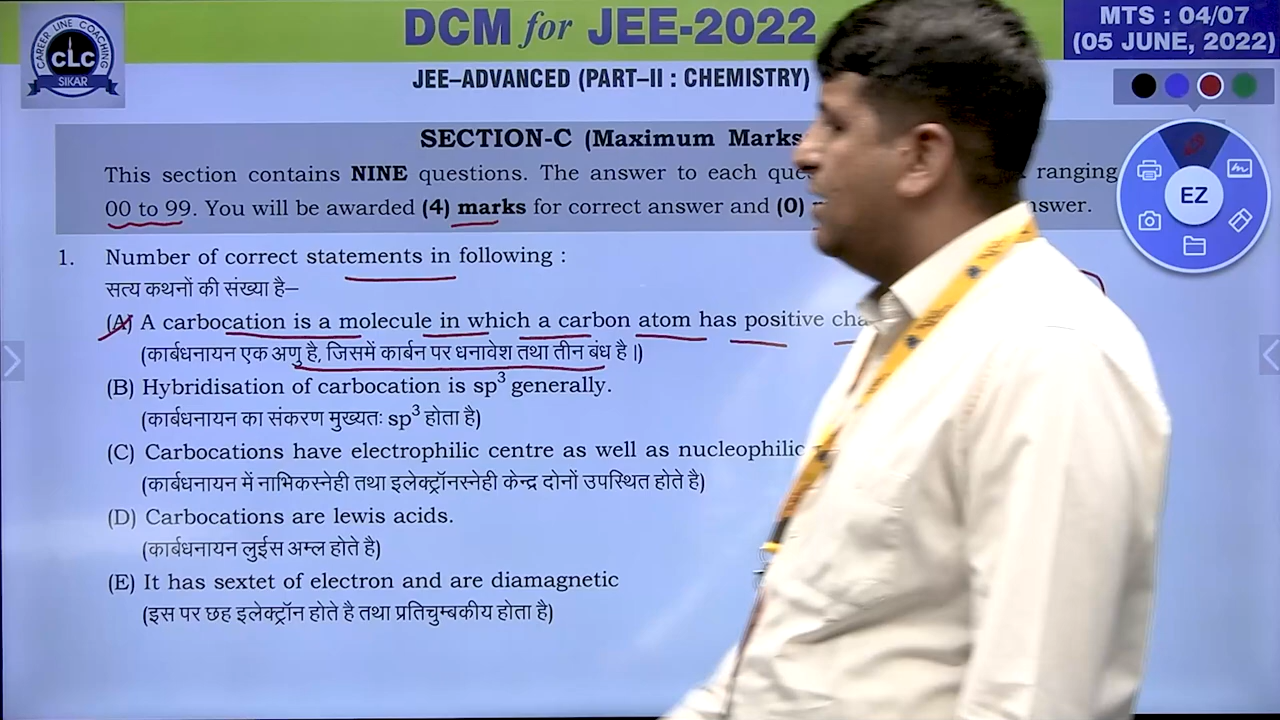 CAREER LINE COACHING
CLC
SIKAR
DCM for JEE-2022
MTS : 04/07
(05 JUNE, 2022)
JEE–ADVANCED (PART–II : CHEMISTRY)
SECTION-C (Maximum Marks
This section contains NINE questions. The answer to each ranging
00 to 99. You will be awarded (4) marks for correct answer and (0)
EZ
1. Number of correct statements in following :
सत्य कथनों की संख्या है–
(A) A carbocation is a molecule in which a carbon atom has positive
(कार्बधनायन एक अणु है, जिसमें कार्बन पर धनावेश तथा तीन बंध है।)
(B) Hybridisation of carbocation is sp³ generally.
(कार्बधनायन का संकरण मुख्यतः sp³ होता है)
(C) Carbocations have electrophilic centre as well as nucleophilic
(कार्बधनायन में नाभिकस्नेही तथा इलेक्ट्रॉनस्नेही केन्द्र दोनों उपस्थित होते है)
(D) Carbocations are lewis acids.
(कार्बधनायन लुईस अम्ल होते है)
(E) It has sextet of electron and are diamagnetic
(इस पर छह इलेक्ट्रॉन होते है तथा प्रतिचुम्बकीय होता है)